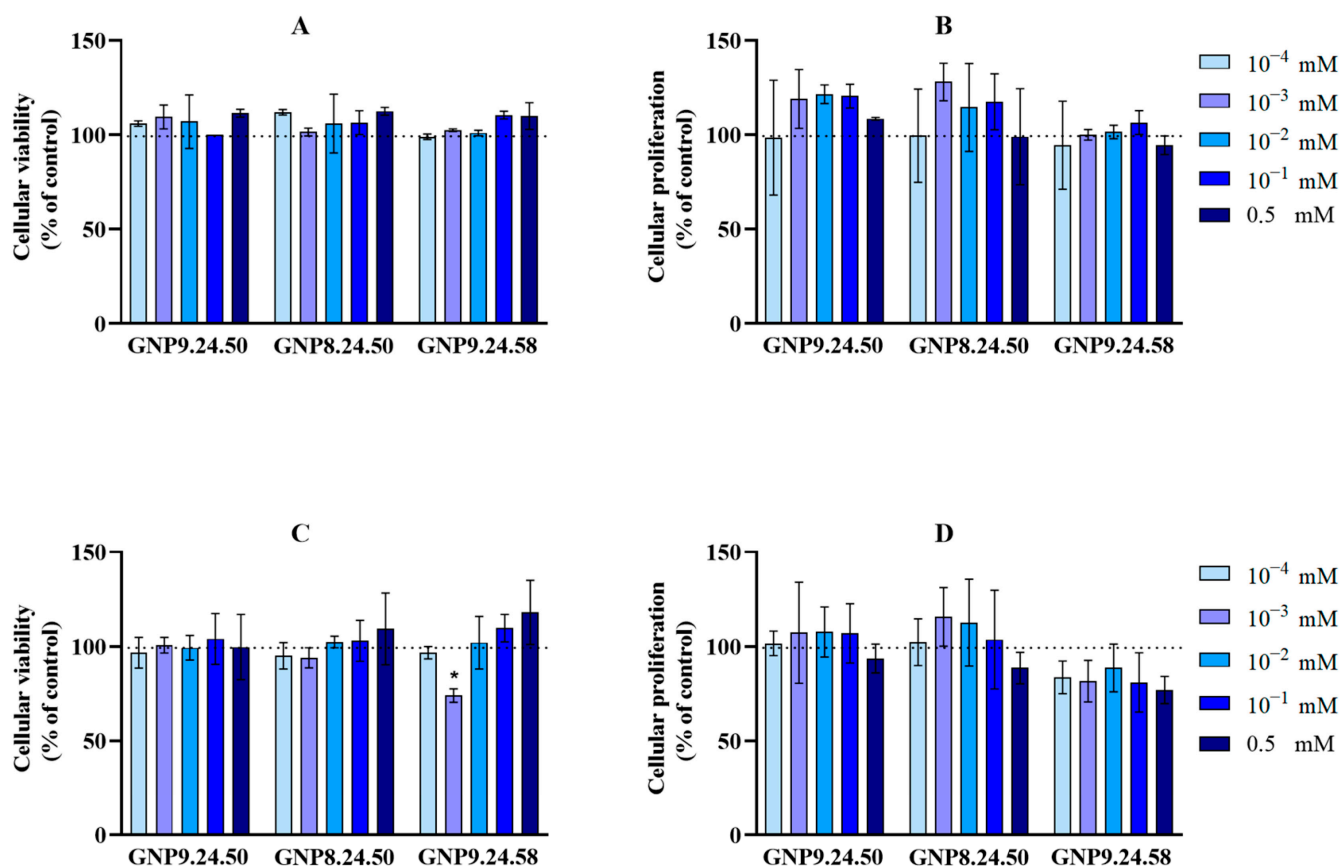 A
Cellular viability
(% of control)
150
100
50
0
GNP9.24.50 GNP8.24.50 GNP9.24.58
B
Cellular proliferation
(% of control)
150
100
50
0
GNP9.24.50 GNP8.24.50 GNP9.24.58
10⁻⁴ mM
10⁻³ mM
10⁻² mM
10⁻¹ mM
0.5 mM
C
Cellular viability
(% of control)
150
100
50
0
*
GNP9.24.50 GNP8.24.50 GNP9.24.58
D
Cellular proliferation
(% of control)
150
100
50
0
GNP9.24.50 GNP8.24.50 GNP9.24.58
10⁻⁴ mM
10⁻³ mM
10⁻² mM
10⁻¹ mM
0.5 mM